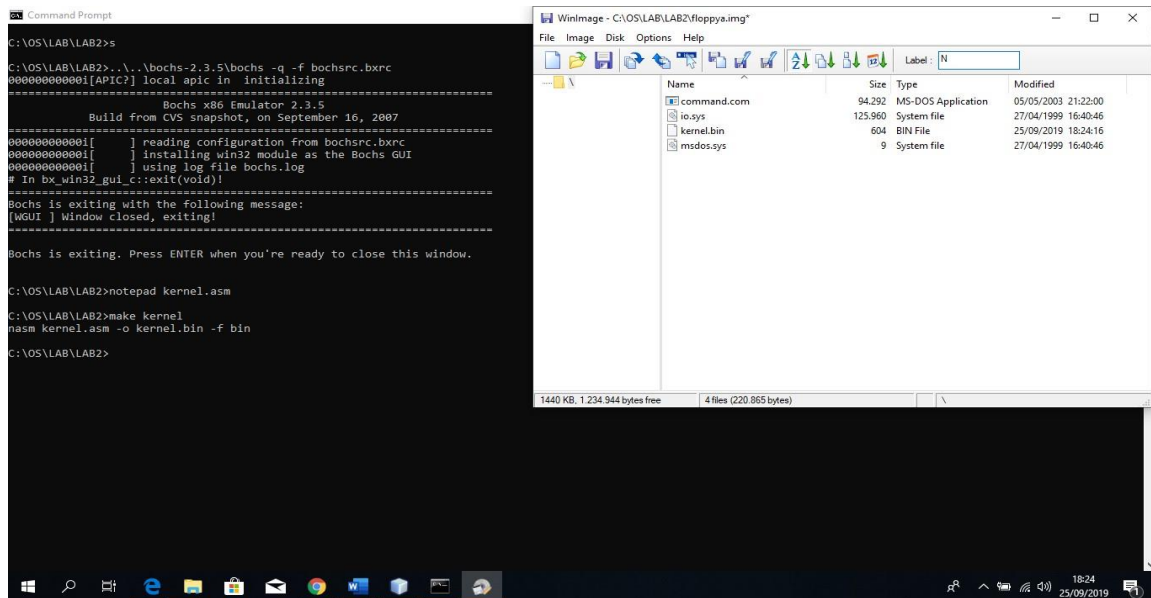 Command Prompt
C:\OS\LAB\LAB2>s
C:\OS\LAB\LAB2>..\..\bochs-2.3.5\bochs -q -f bochsrc.bxrc
00000000000i[APIC?] local apic in  initializing
========================================================================
Bochs x86 Emulator 2.3.5
Build from CVS snapshot, on September 16, 2007
========================================================================
00000000000i[     ] reading configuration from bochsrc.bxrc
00000000000i[     ] installing win32 module as the Bochs GUI
00000000000i[     ] using log file bochs.log
# In bx_win32_gui_c::exit(void)!
========================================================================
Bochs is exiting with the following message:
[WGUI ] Window closed, exiting!
========================================================================
Bochs is exiting. Press ENTER when you're ready to close this window.
C:\OS\LAB\LAB2>notepad kernel.asm
C:\OS\LAB\LAB2>make kernel
nasm kernel.asm -o kernel.bin -f bin
C:\OS\LAB\LAB2>
WinImage - C:\OS\LAB\LAB2\floppya.img*
File Image Disk Options Help
Label : N
\
Name Size Type Modified
command.com 94.292 MS-DOS Application 05/05/2003 21:22:00
io.sys 125.960 System file 27/04/1999 16:40:46
kernel.bin 604 BIN File 25/09/2019 18:24:16
msdos.sys 9 System file 27/04/1999 16:40:46
1440 KB, 1.234.944 bytes free 4 files (220.865 bytes) \
18:24
25/09/2019